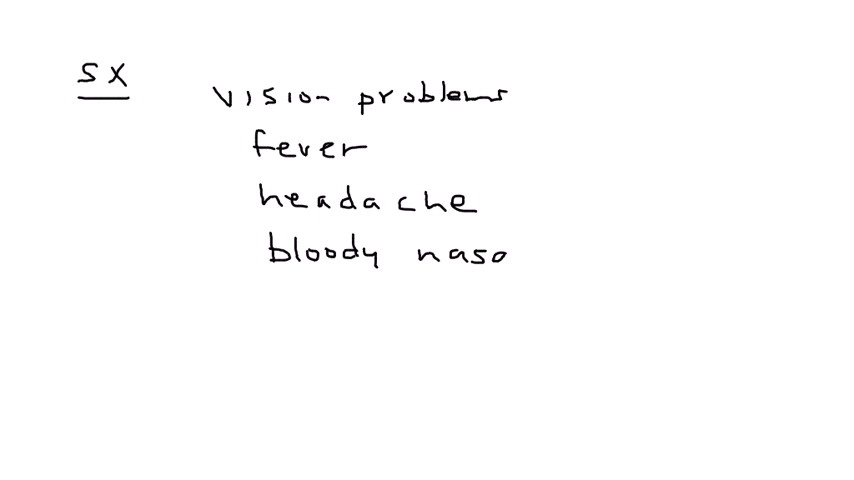 SX
vision problems
fever
headache
bloody naso